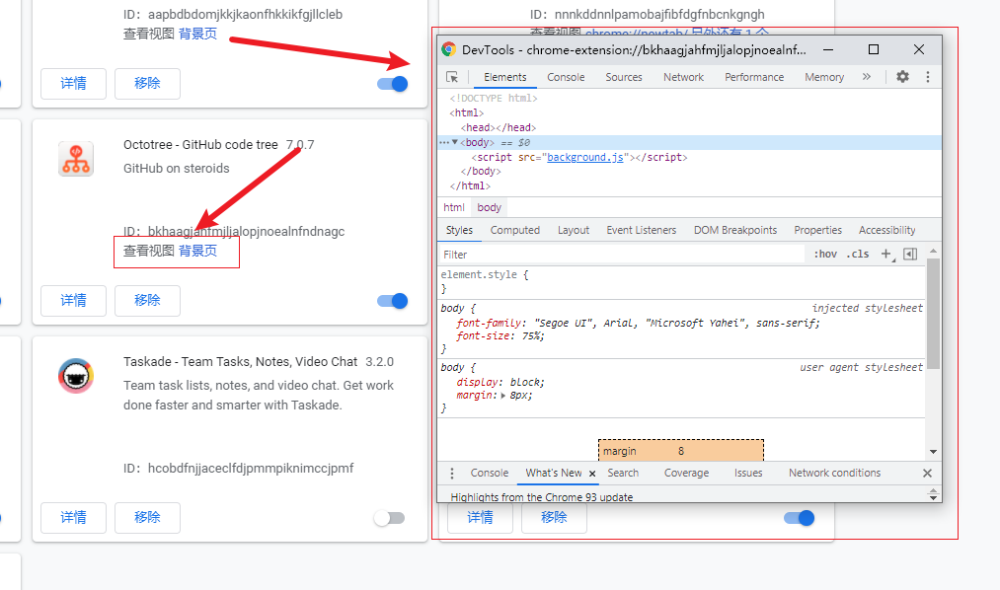 ID： aapbdbdomjkkjkaonfhkkikfgjllcleb
查看视图 背景页
详情
移除
Octotree - GitHub code tree 7.0.7
GitHub on steroids
ID： bkhaagjahfmjljalopjnoealnfndnagc
查看视图 背景页
详情
移除
Taskade - Team Tasks, Notes, Video Chat 3.2.0
Team task lists, notes, and video chat. Get work
done faster and smarter with Taskade.
ID： hcobdfnjjaceclfdjpmmpiknimccjpmf
详情
移除
ID： nnnkddnnlpamobajfibfdgfnbcnkgngh
查看视图 chrome://newtab/ 另外还有 1 个
DevTools - chrome-extension://bkhaagjahfmjljalopjnoealnf...
Elements Console Sources Network Performance Memory »
<!DOCTYPE html>
<html>
<head></head>
<body> == $0
<script src="background.js"></script>
</body>
</html>
html body
Styles Computed Layout Event Listeners DOM Breakpoints Properties Accessibility
Filter :hov .cls +
element.style {
}
body { injected stylesheet
font-family: "Segoe UI", Arial, "Microsoft Yahei", sans-serif;
font-size: 75%;
}
body { user agent stylesheet
display: block;
margin: 8px;
}
margin 8
Console What's New × Search Coverage Issues Network conditions
Highlights from the Chrome 93 update
详情
移除